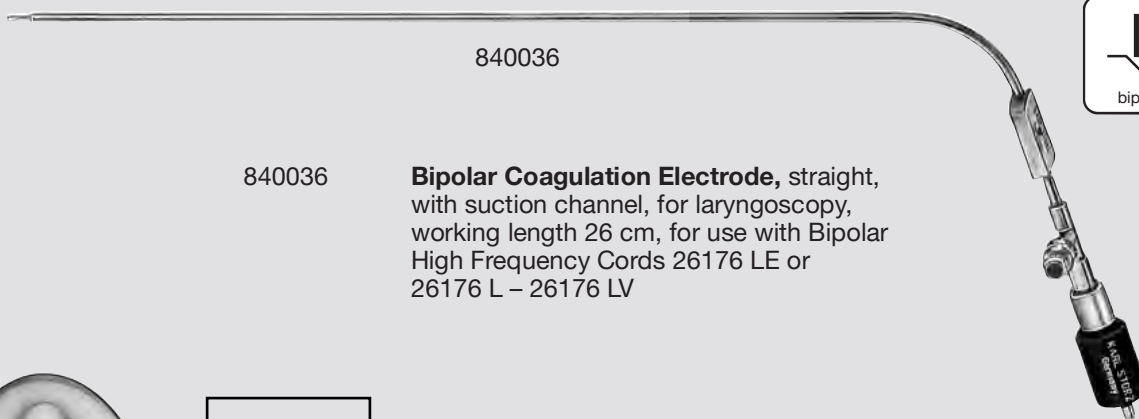 840036
840036
Bipolar Coagulation Electrode, straight,
with suction channel, for laryngoscopy,
working length 26 cm, for use with Bipolar
High Frequency Cords 26176 LE or
26176 L – 26176 LV
KARL STORZ
Germany